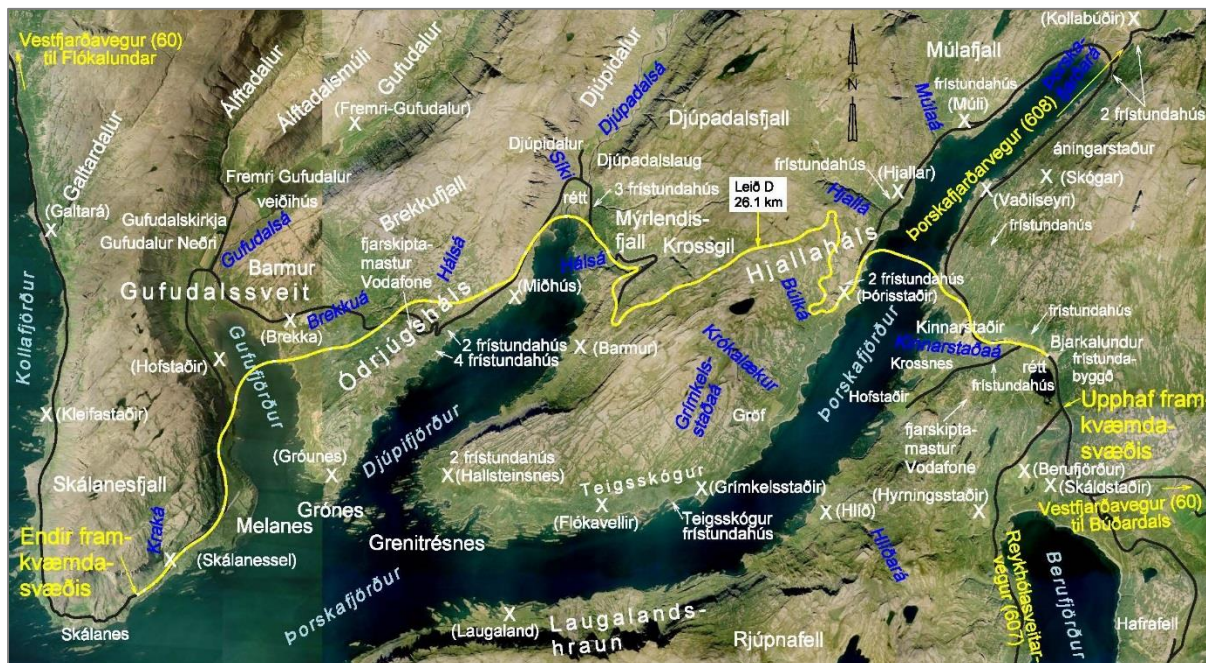 Vestfjarðavegur (60)
til Flókalundar
Álftadalur
Álftadalsmúli
Gufudalur
(Fremri-Gufudalur)
Djúpidalur
Djúpadalsá
Djúpadalsfjall
Múlafjall
frístundahús
(Múli)
Múlaá
(Kollabúðir)
Þorska-
2 frístundahús
Þorskafjarðarvegur (608)
áningarstaður
(Skógar)
(Vaðilseyri)
frístundahús
N
Galtardalur
(Galtará)
Fremri Gufudalur
veiðihús
Gufudalskirkja
Gufudalur Neðri
Gufudalsá
Barmur
Gufudalssveit
Brekkufjall
fjarskipta-
mastur
Vodafone
Hálsá
Djúpidalur
Síki
Djúpadalslaug
rétt
3 frístundahús
Mýrlendis-
fjall
Krossgil
Leið D
26.1 km
frístundahús
(Hjallar)
Hjallá
Hjallaháls
Hálsá
(Miðhús)
Búlká
2 frístundahús
(Þórisstaðir)
Kollafjörður
Gufufjörður
(Brekka)
Brekkuá
Ódrjúgsháls
2 frístundahús
4 frístundahús
(Barmur)
(Hofstaðir)
Krókalækur
Grímkels-
staðaá
Gröf
Þorskafjörður
Kinnarstaðir
Kinnarstaðaá
Krossnes
rétt
frístundahús
Hofstaðir
frístundahús
Bjarkalundur
frístunda-
byggð
Upphaf fram-
kvæmda-
svæðis
fjarskipta-
mastur
Vodafone
(Kleifastaðir)
Skálanesfjall
(Gróunes)
Grónes
Djúpifjörður
2 frístundahús
(Hallsteinsnes)
Teigsskógur
(Grímkelsstaðir)
(Flókavellir)
Teigsskógur
frístundahús
(Berufjörður)
(Skáldstaðir)
Vestfjarðavegur (60)
til Búðardals
(Hyrningsstaðir)
(Hlíð)
Hlíðará
Melanes
Grenitrésnes
Kraká
Endir fram-
kvæmda-
svæðis
(Skálanessel)
Skálanes
Þorskafjörður
(Laugaland)
Laugalands-
hraun
Rjúpnafell
Reykhólasveitar-
vegur (607)
Berufjörður
Hafrafell